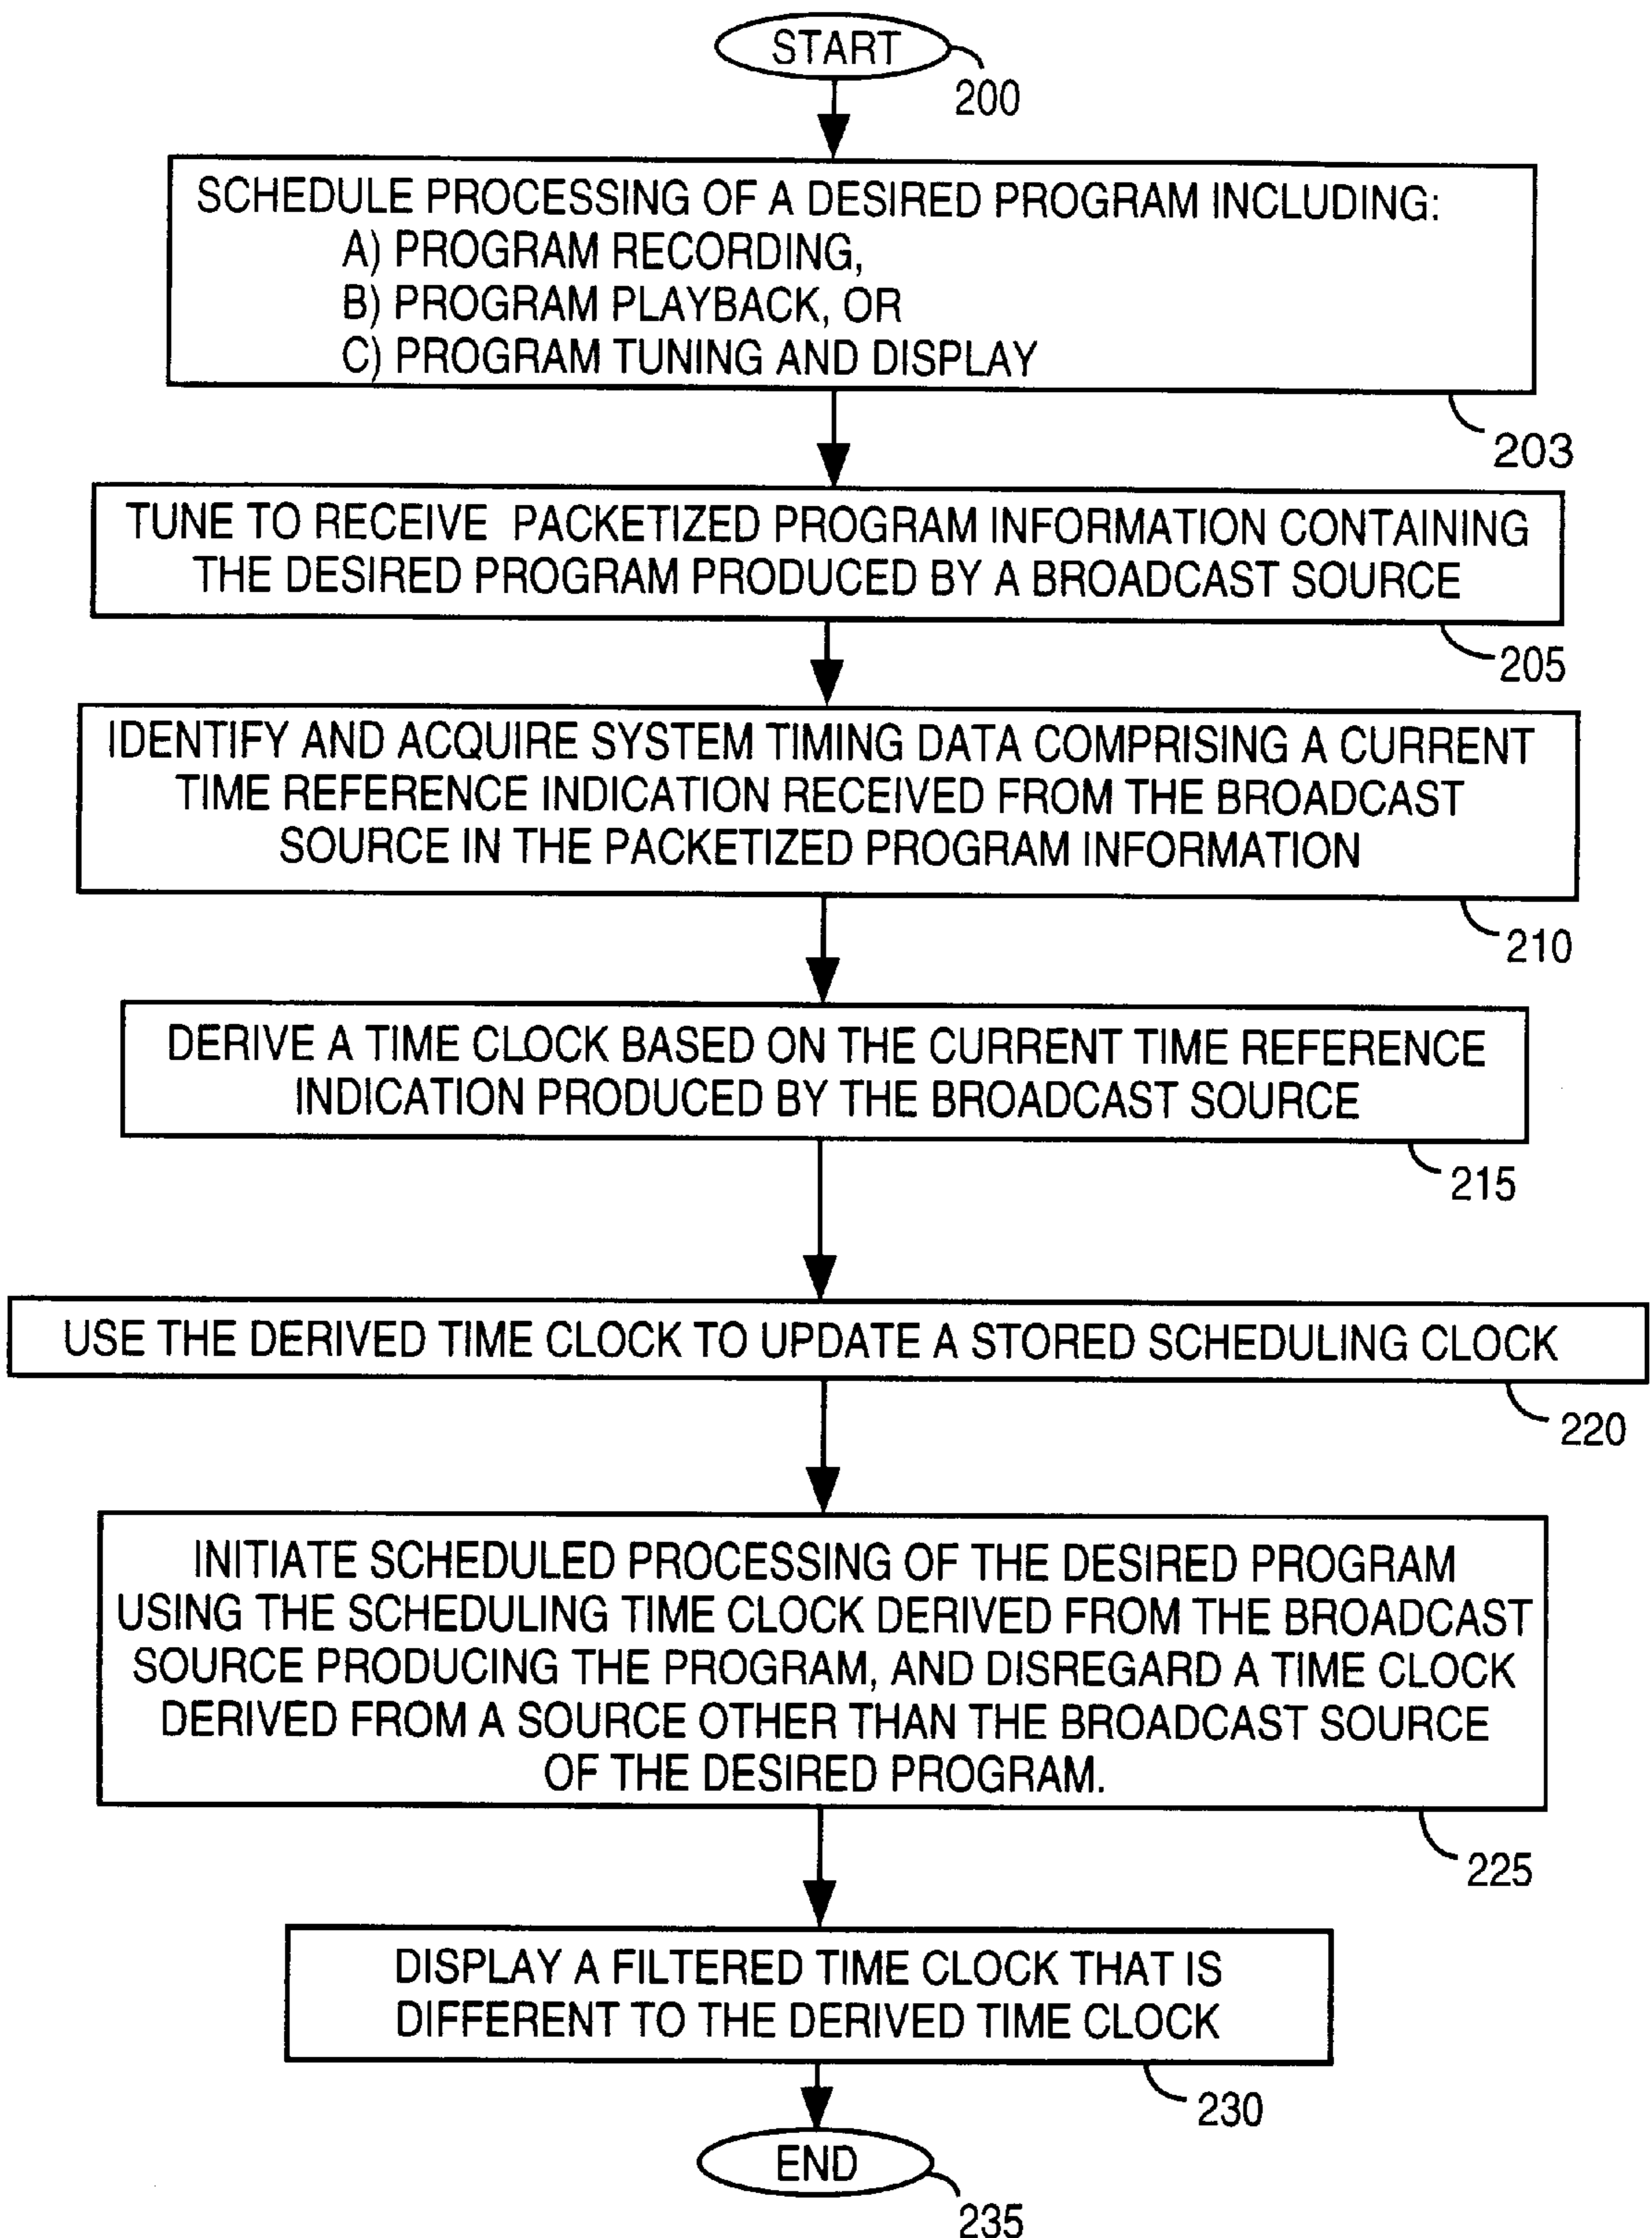 START
200
SCHEDULE PROCESSING OF A DESIRED PROGRAM INCLUDING:
A) PROGRAM RECORDING,
B) PROGRAM PLAYBACK, OR
C) PROGRAM TUNING AND DISPLAY
203
TUNE TO RECEIVE PACKETIZED PROGRAM INFORMATION CONTAINING
THE DESIRED PROGRAM PRODUCED BY A BROADCAST SOURCE
205
IDENTIFY AND ACQUIRE SYSTEM TIMING DATA COMPRISING A CURRENT
TIME REFERENCE INDICATION RECEIVED FROM THE BROADCAST
SOURCE IN THE PACKETIZED PROGRAM INFORMATION
210
DERIVE A TIME CLOCK BASED ON THE CURRENT TIME REFERENCE
INDICATION PRODUCED BY THE BROADCAST SOURCE
215
USE THE DERIVED TIME CLOCK TO UPDATE A STORED SCHEDULING CLOCK
220
INITIATE SCHEDULED PROCESSING OF THE DESIRED PROGRAM
USING THE SCHEDULING TIME CLOCK DERIVED FROM THE BROADCAST
SOURCE PRODUCING THE PROGRAM, AND DISREGARD A TIME CLOCK
DERIVED FROM A SOURCE OTHER THAN THE BROADCAST SOURCE
OF THE DESIRED PROGRAM.
225
DISPLAY A FILTERED TIME CLOCK THAT IS
DIFFERENT TO THE DERIVED TIME CLOCK
230
END
235